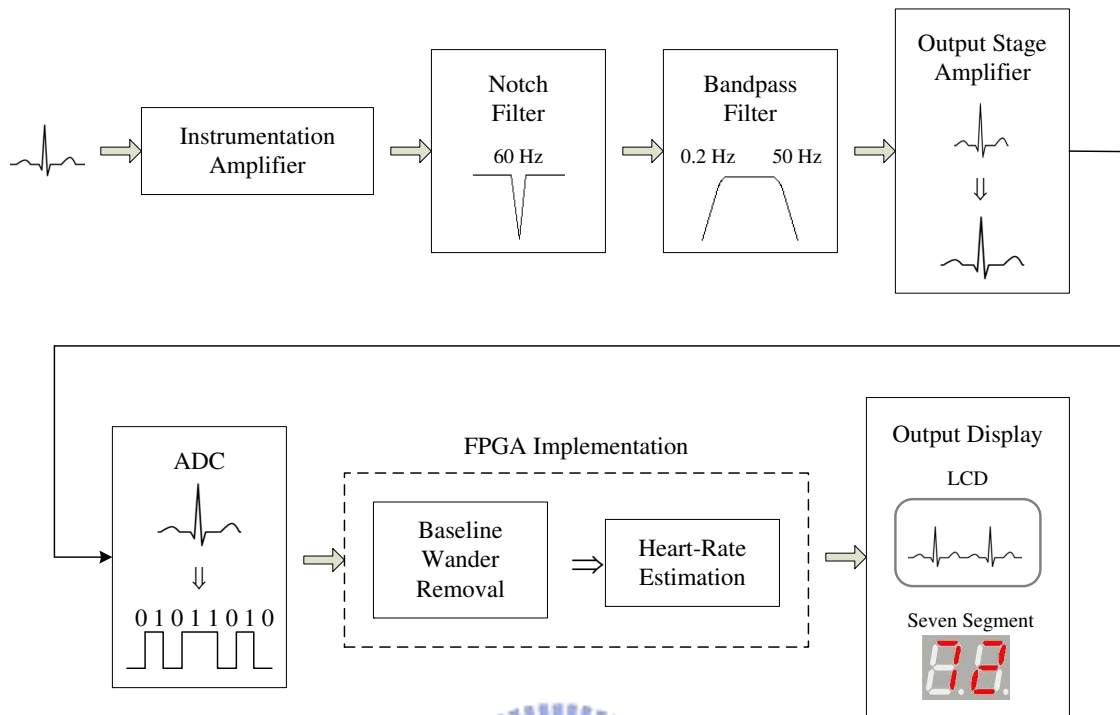 Instrumentation
Amplifier
Notch
Filter
60 Hz
Bandpass
Filter
0.2 Hz 50 Hz
Output Stage
Amplifier
ADC
0 1 0 1 1 0 1 0
FPGA Implementation
Baseline
Wander
Removal
Heart-Rate
Estimation
Output Display
LCD
Seven Segment
72